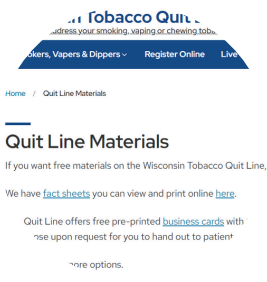 Tobacco Quit
address your smoking, vaping or chewing
Vapers & Dippers Register Online Live
Home / Quit Line Materials
Quit Line Materials
If you want free materials on the Wisconsin Tobacco Quit Line,
We have fact sheets you can view and print online here.
Quit Line offers free pre-printed business cards with
upon request for you to hand out to patient
more options.